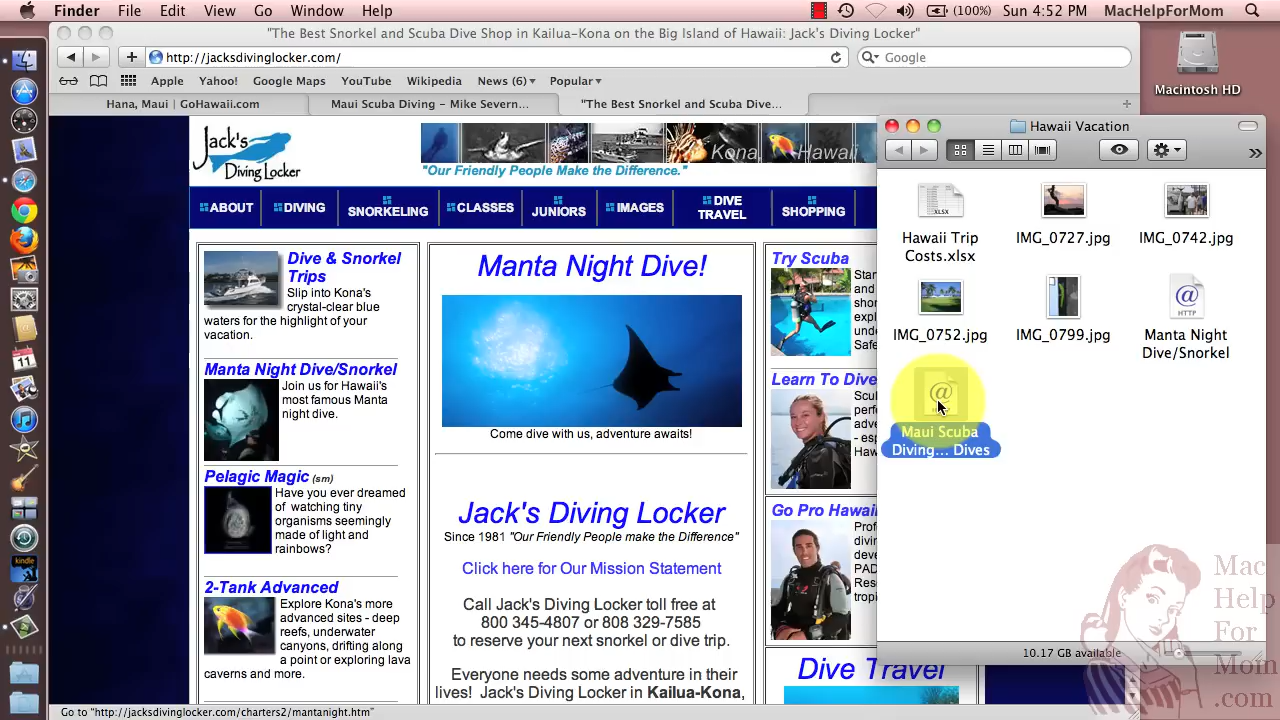 Finder File Edit View Go Window Help
(100%) Sun 4:52 PM MacHelpForMom
"The Best Snorkel and Scuba Dive Shop in Kailua-Kona on the Big Island of Hawaii: Jack's Diving Locker"
http://jacksdivinglocker.com/
Google
Apple Yahoo! Google Maps YouTube Wikipedia News (6) Popular
Hana, Maui | GoHawaii.com
Maui Scuba Diving – Mike Severn...
"The Best Snorkel and Scuba Dive...
Macintosh HD
Jack's
Diving Locker
Kona, Hawaii
"Our Friendly People Make the Difference."
ABOUT DIVING SNORKELING CLASSES JUNIORS IMAGES DIVE TRAVEL SHOPPING
Dive & Snorkel
Trips
Slip into Kona's
crystal-clear blue
waters for the highlight of your
vacation.
Manta Night Dive/Snorkel
Join us for Hawaii's
most famous Manta
night dive.
Pelagic Magic (sm)
Have you ever dreamed
of watching tiny
organisms seemingly
made of light and
rainbows?
2-Tank Advanced
Explore Kona's more
advanced sites - deep
reefs, underwater
canyons, drifting along
a point or exploring lava
caverns and more.
Manta Night Dive!
Come dive with us, adventure awaits!
Jack's Diving Locker
Since 1981 "Our Friendly People make the Difference"
Click here for Our Mission Statement
Call Jack's Diving Locker toll free at
800 345-4807 or 808 329-7585
to reserve your next snorkel or dive trip.
Everyone needs some adventure in their
lives! Jack's Diving Locker in Kailua-Kona,
Try Scuba
Learn To Dive
Go Pro Hawaii
Dive Travel
Hawaii Vacation
XLSX
Hawaii Trip
Costs.xlsx
IMG_0727.jpg
IMG_0742.jpg
IMG_0752.jpg
IMG_0799.jpg
@
HTTP
Manta Night
Dive/Snorkel
@
Maui Scuba
Diving... Dives
10.17 GB available
Mac
Help
For
Mom.com
kindle
Go to "http://jacksdivinglocker.com/charters2/mantanight.htm"